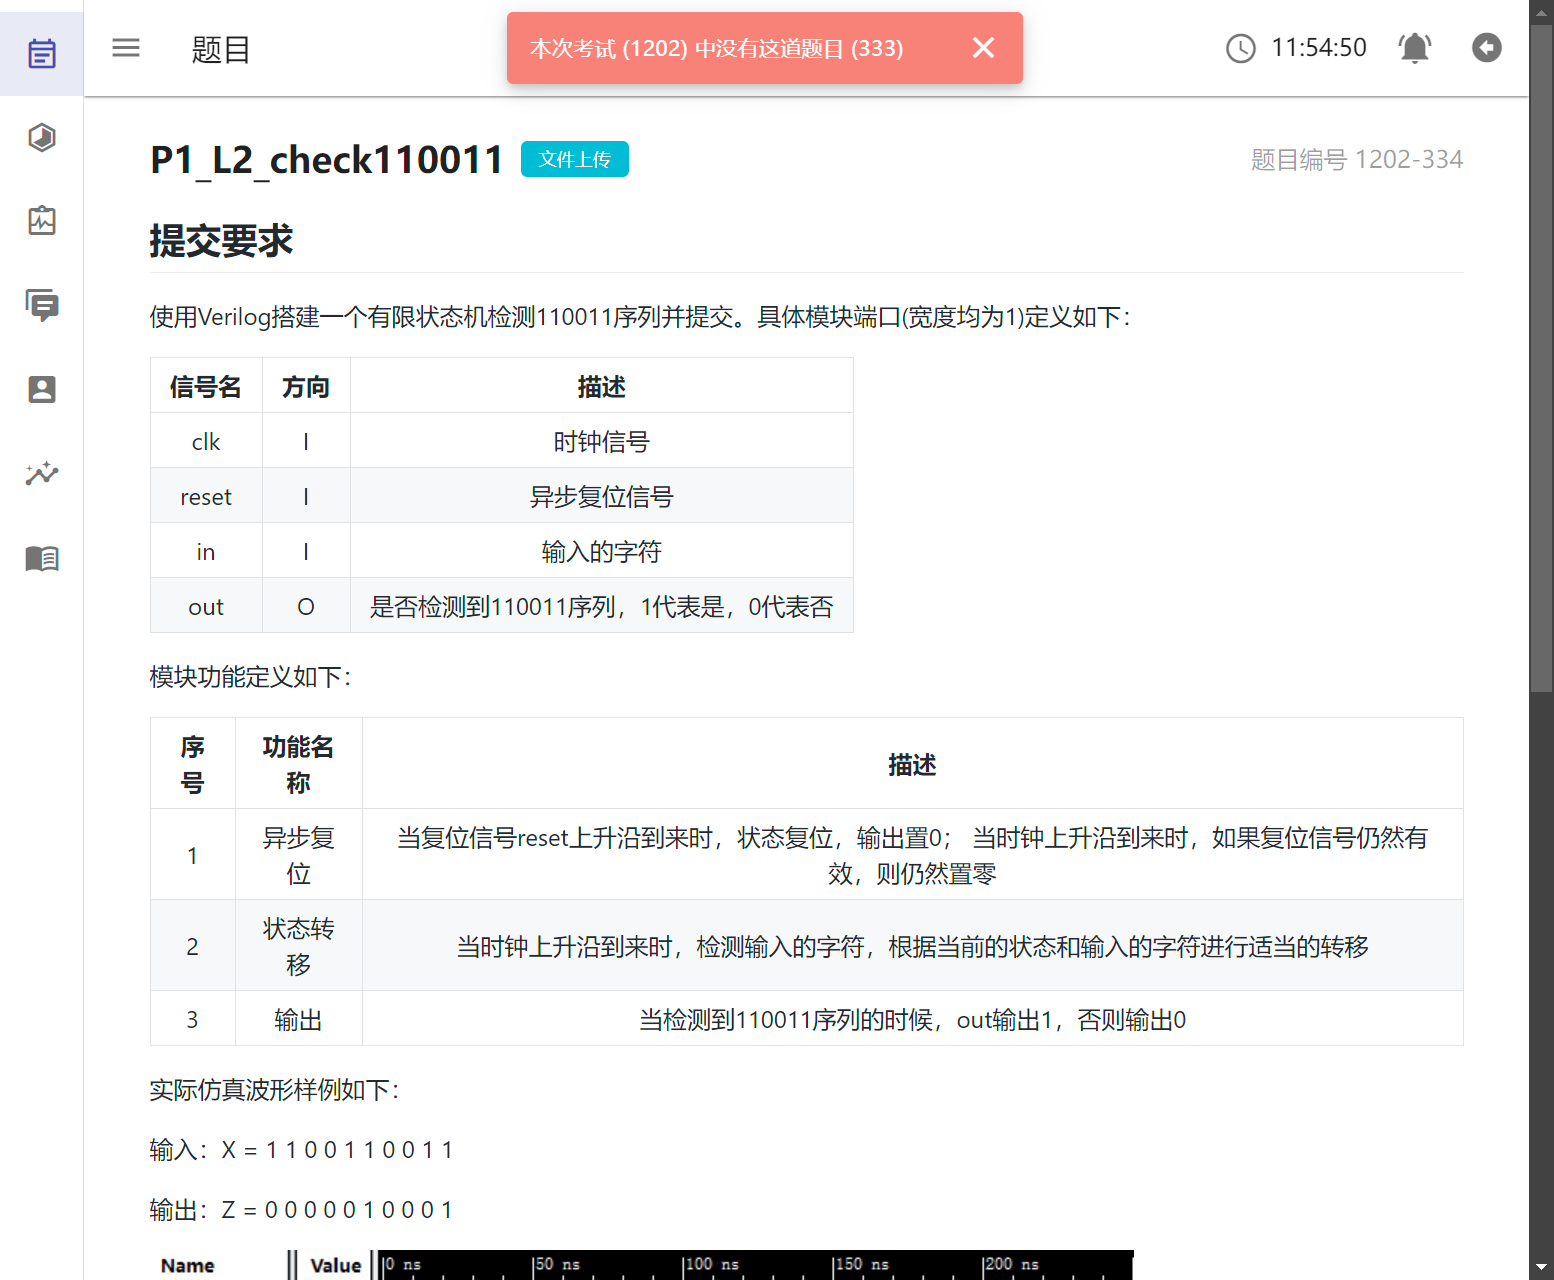 题目
本次考试 (1202) 中没有这道题目 (333)
11:54:50
P1_L2_check110011
文件上传
题目编号 1202-334
提交要求
使用Verilog搭建一个有限状态机检测110011序列并提交。具体模块端口(宽度均为1)定义如下：
信号名 方向 描述
clk I 时钟信号
reset I 异步复位信号
in I 输入的字符
out O 是否检测到110011序列，1代表是，0代表否
模块功能定义如下：
序号 功能名称 描述
1 异步复位 当复位信号reset上升沿到来时，状态复位，输出置0； 当时钟上升沿到来时，如果复位信号仍然有效，则仍然置零
2 状态转移 当时钟上升沿到来时，检测输入的字符，根据当前的状态和输入的字符进行适当的转移
3 输出 当检测到110011序列的时候，out输出1，否则输出0
实际仿真波形样例如下：
输入：X = 1 1 0 0 1 1 0 0 1 1
输出：Z = 0 0 0 0 0 1 0 0 0 1
Name Value 0 ns 50 ns 100 ns 150 ns 200 ns